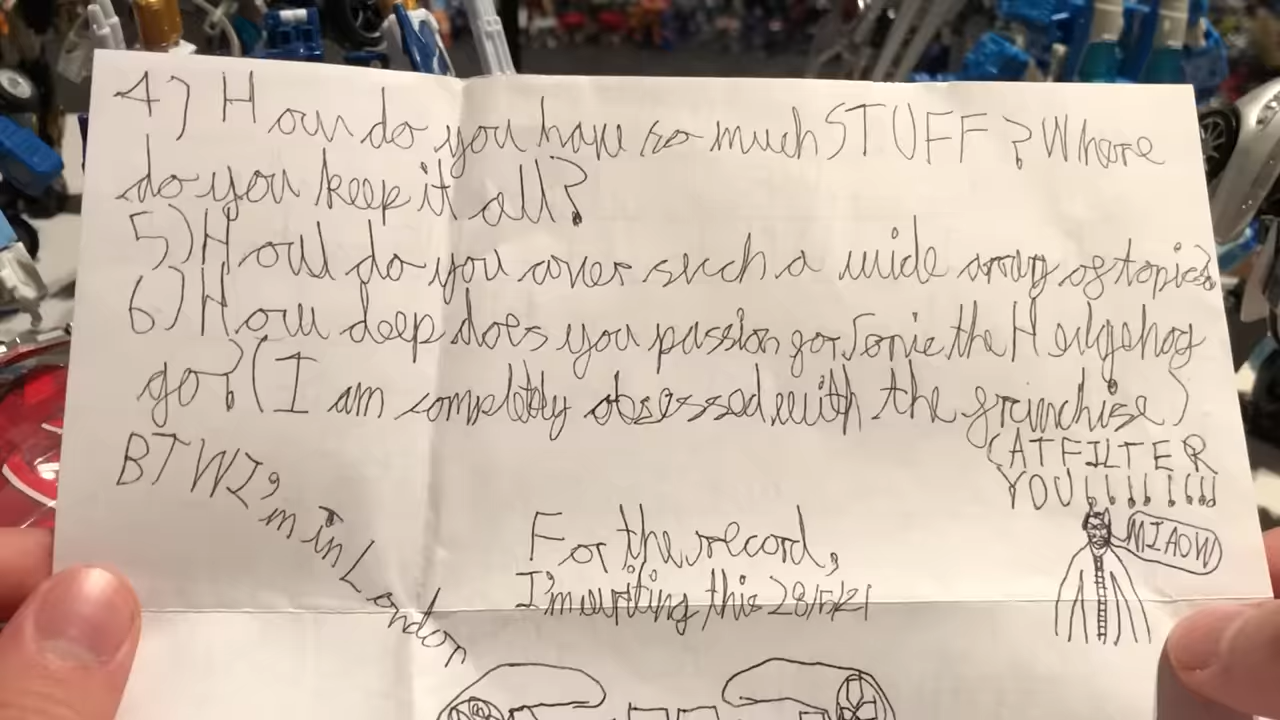 4) How do you have so much STUFF? Where
do you keep it all?
5) How do you cover such a wide array of topics?
6) How deep does you passion for Sonic the Hedgehog
go? (I am completly obsessed with the franchise)
CATFILTER
YOU!!!!!!!
MIAOW
BTW I'm in London
For the record,
I'm writing this 28/5/21